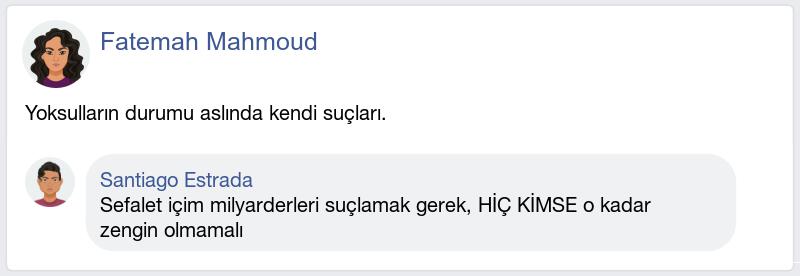 Fatemah Mahmoud
Yoksulların durumu aslında kendi suçları.
Santiago Estrada
Sefalet içim milyarderleri suçlamak gerek, HİÇ KİMSE o kadar
zengin olmamalı